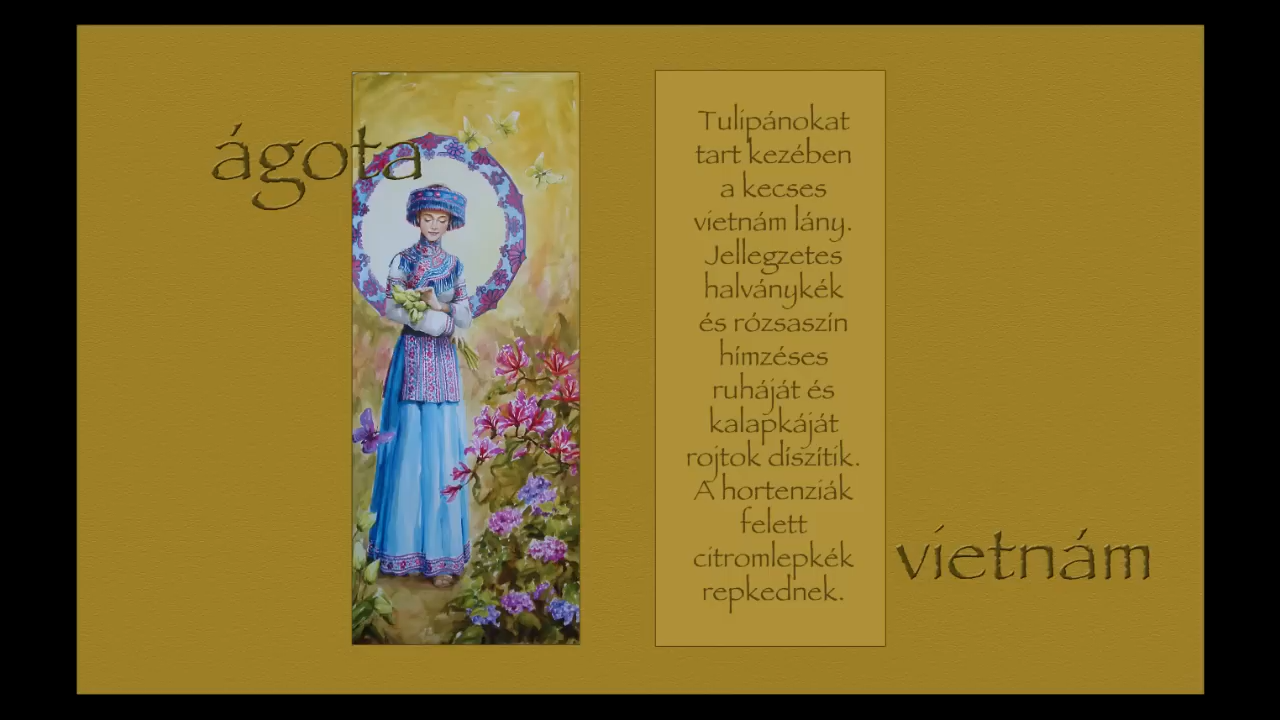 ágota
Tulipánokat
tart kezében
a kecses
vietnám lány.
Jellegzetes
halványkék
és rózsaszín
hímzéses
ruháját és
kalapkáját
rojtok díszítik.
A hortenziák
felett
citromlepkék
repkednek.
vietnám